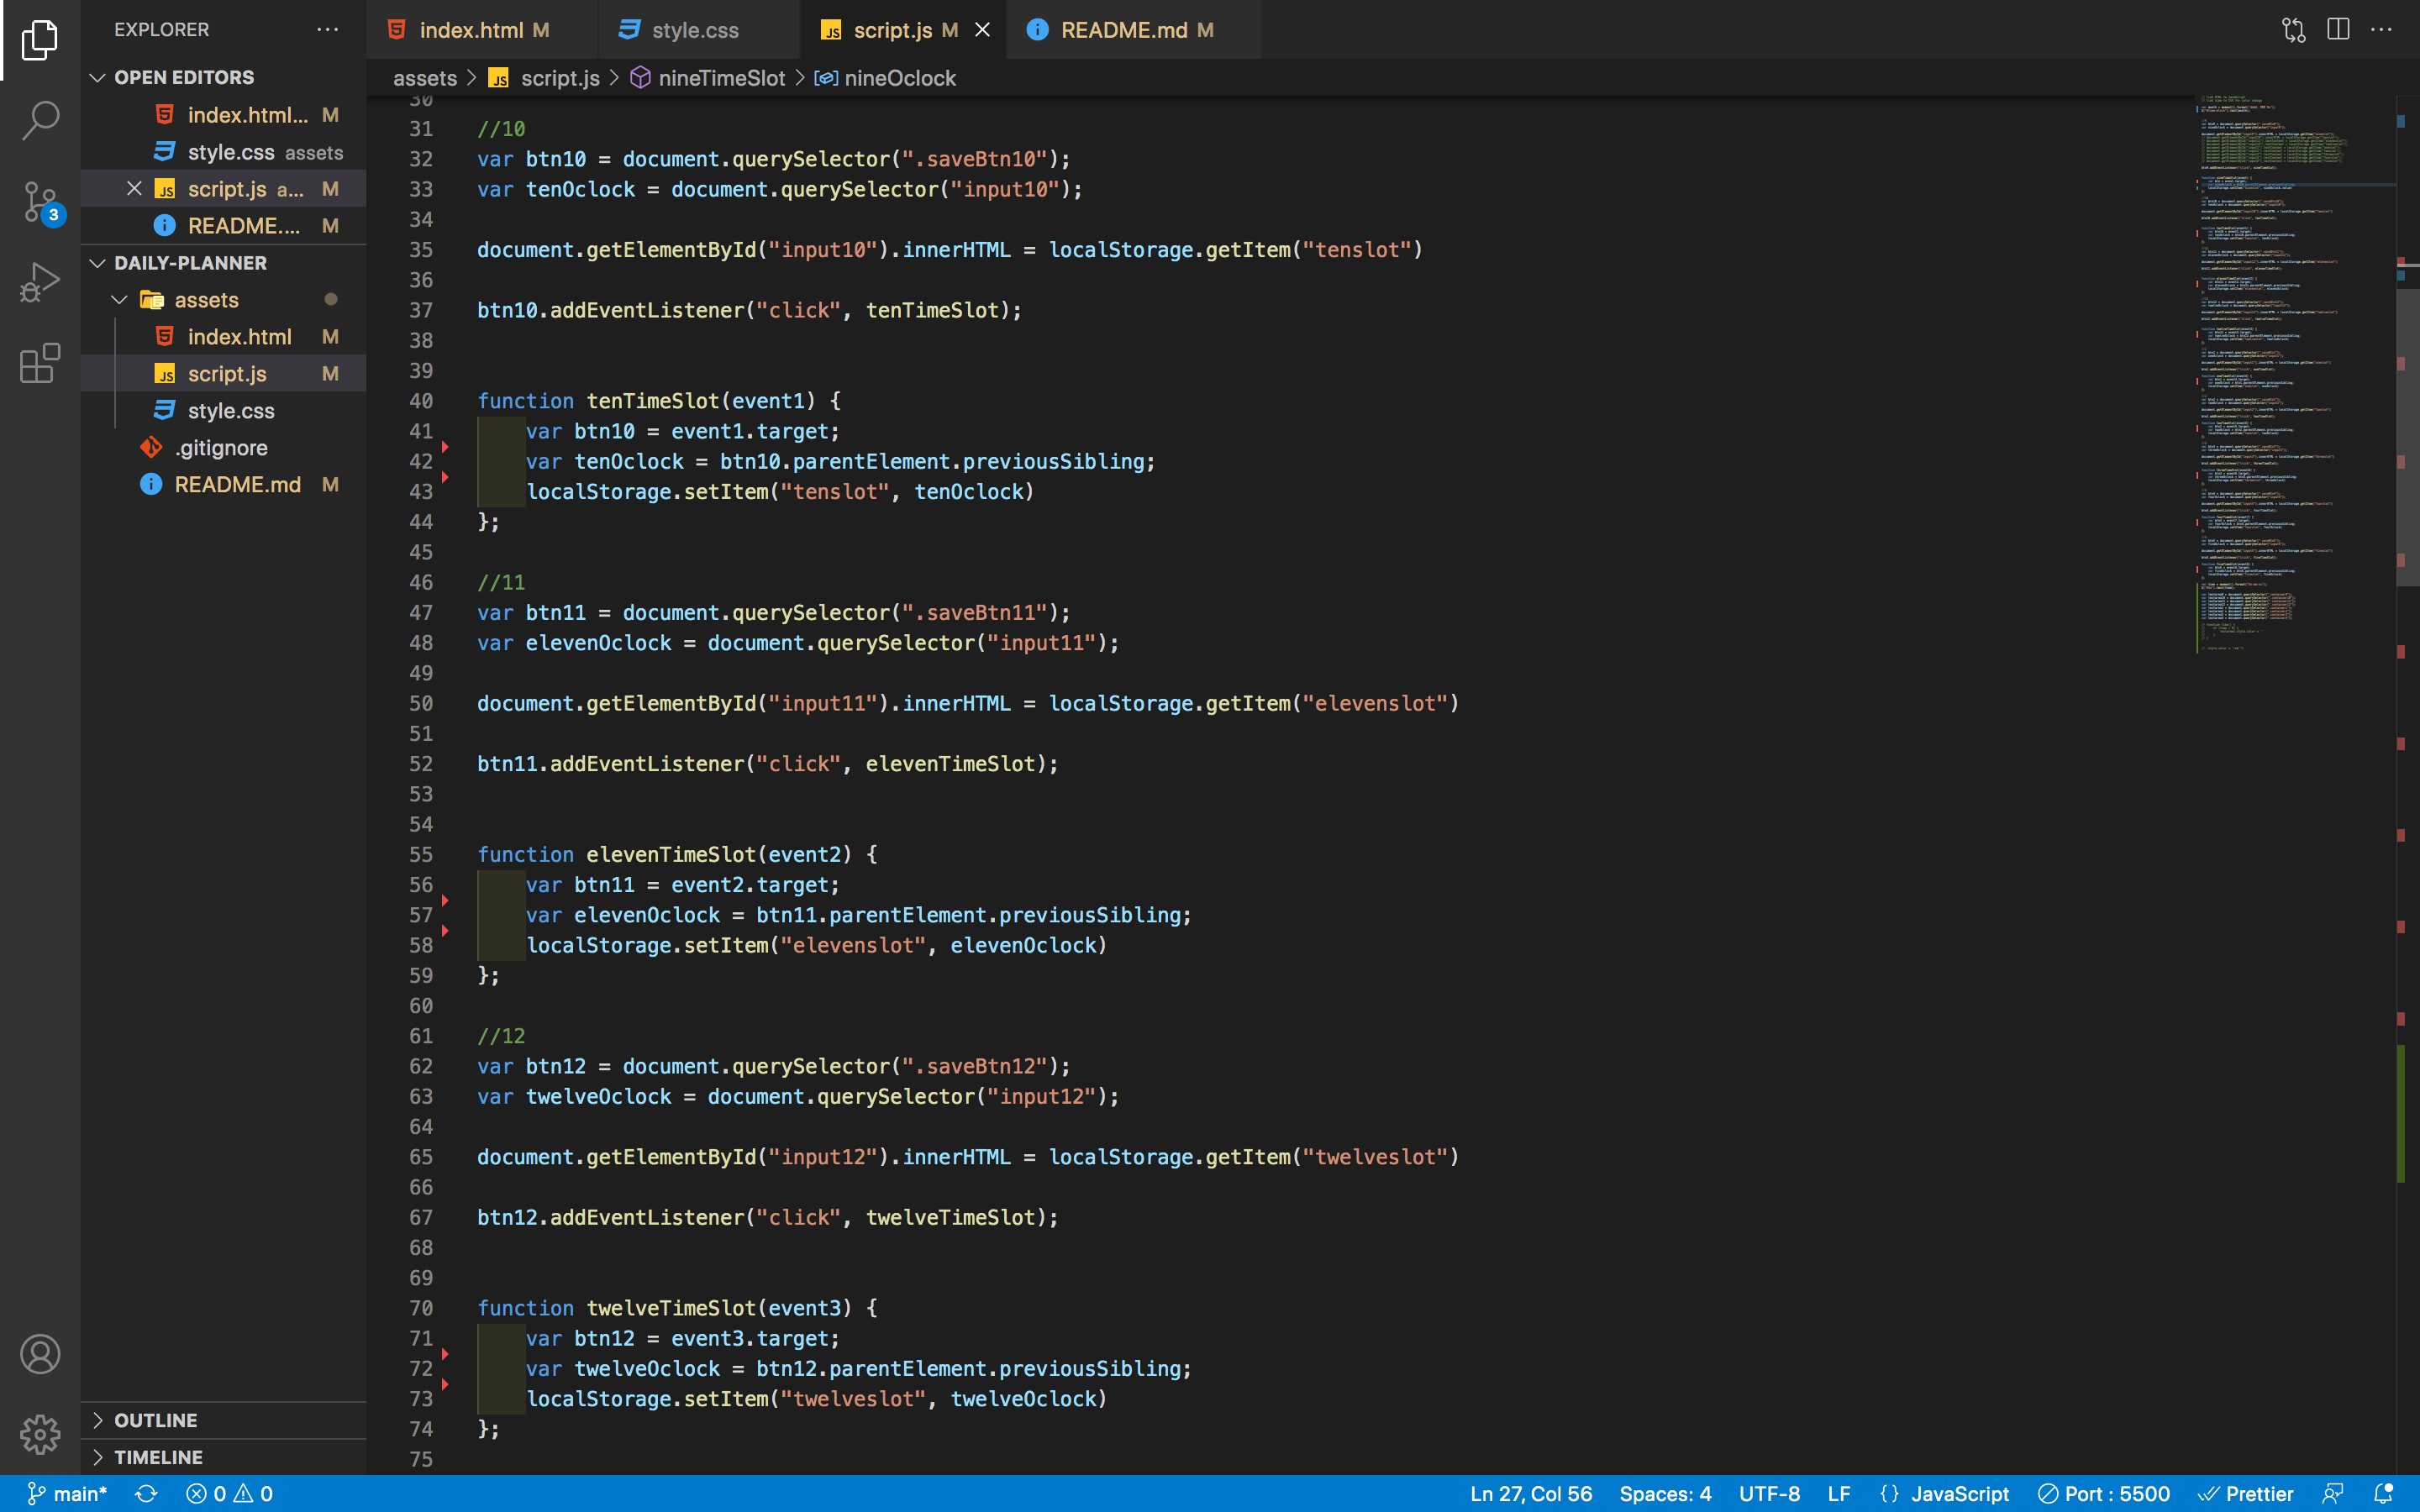 EXPLORER
OPEN EDITORS
index.html... M
style.css assets
script.js a... M
README.... M
DAILY-PLANNER
assets
index.html M
script.js M
style.css
.gitignore
README.md M
OUTLINE
TIMELINE
3
index.html M
style.css
JS script.js M
README.md M
assets > JS script.js > nineTimeSlot > nineOclock
30
31 //10
32 var btn10 = document.querySelector(".saveBtn10");
33 var tenOclock = document.querySelector("input10");
34
35 document.getElementById("input10").innerHTML = localStorage.getItem("tenslot")
36
37 btn10.addEventListener("click", tenTimeSlot);
38
39
40 function tenTimeSlot(event1) {
41 var btn10 = event1.target;
42 var tenOclock = btn10.parentElement.previousSibling;
43 localStorage.setItem("tenslot", tenOclock)
44 };
45
46 //11
47 var btn11 = document.querySelector(".saveBtn11");
48 var elevenOclock = document.querySelector("input11");
49
50 document.getElementById("input11").innerHTML = localStorage.getItem("elevenslot")
51
52 btn11.addEventListener("click", elevenTimeSlot);
53
54
55 function elevenTimeSlot(event2) {
56 var btn11 = event2.target;
57 var elevenOclock = btn11.parentElement.previousSibling;
58 localStorage.setItem("elevenslot", elevenOclock)
59 };
60
61 //12
62 var btn12 = document.querySelector(".saveBtn12");
63 var twelveOclock = document.querySelector("input12");
64
65 document.getElementById("input12").innerHTML = localStorage.getItem("twelveslot")
66
67 btn12.addEventListener("click", twelveTimeSlot);
68
69
70 function twelveTimeSlot(event3) {
71 var btn12 = event3.target;
72 var twelveOclock = btn12.parentElement.previousSibling;
73 localStorage.setItem("twelveslot", twelveOclock)
74 };
75
main* 0 0 Ln 27, Col 56 Spaces: 4 UTF-8 LF {} JavaScript Port : 5500 Prettier